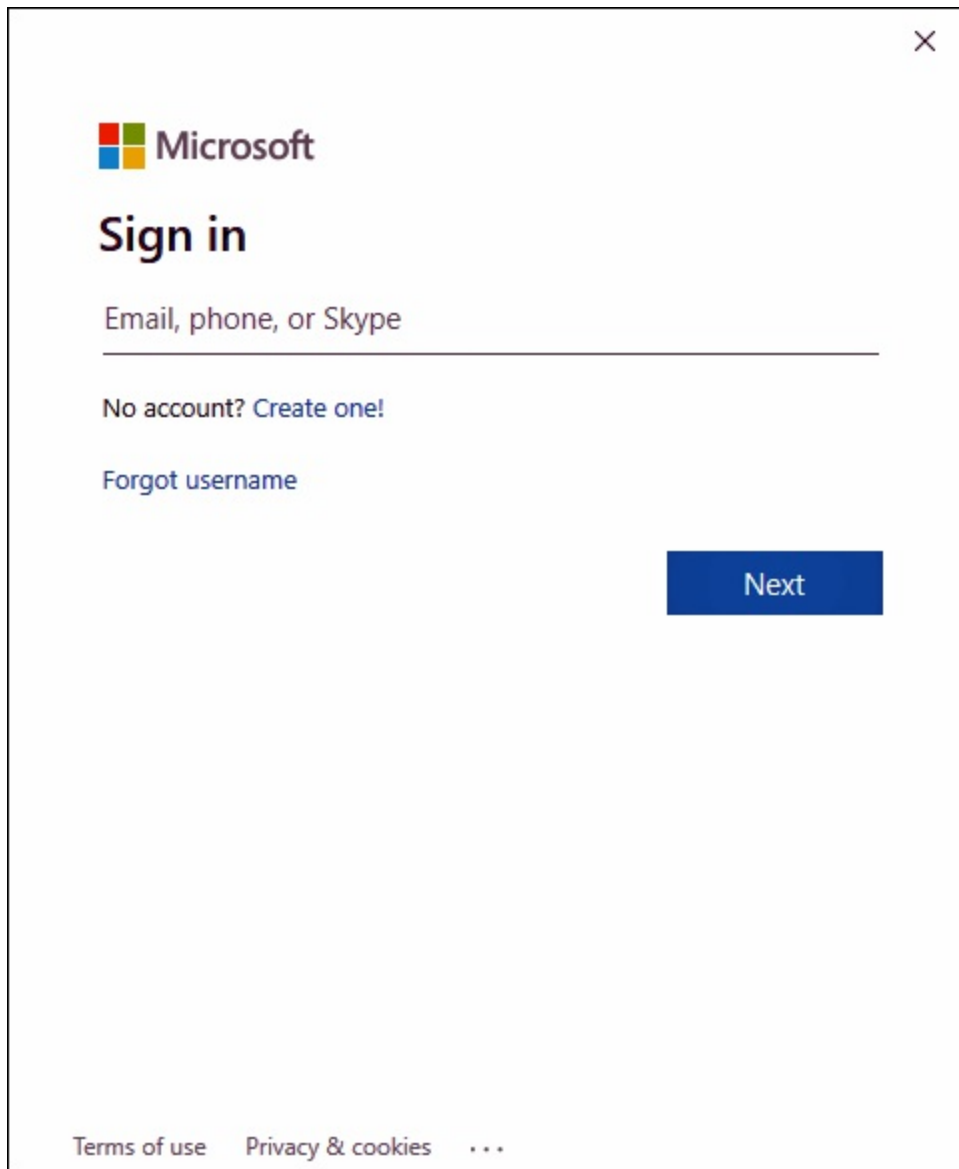 Microsoft
Sign in
Email, phone, or Skype
No account? Create one!
Forgot username
Next
Terms of use Privacy & cookies ...